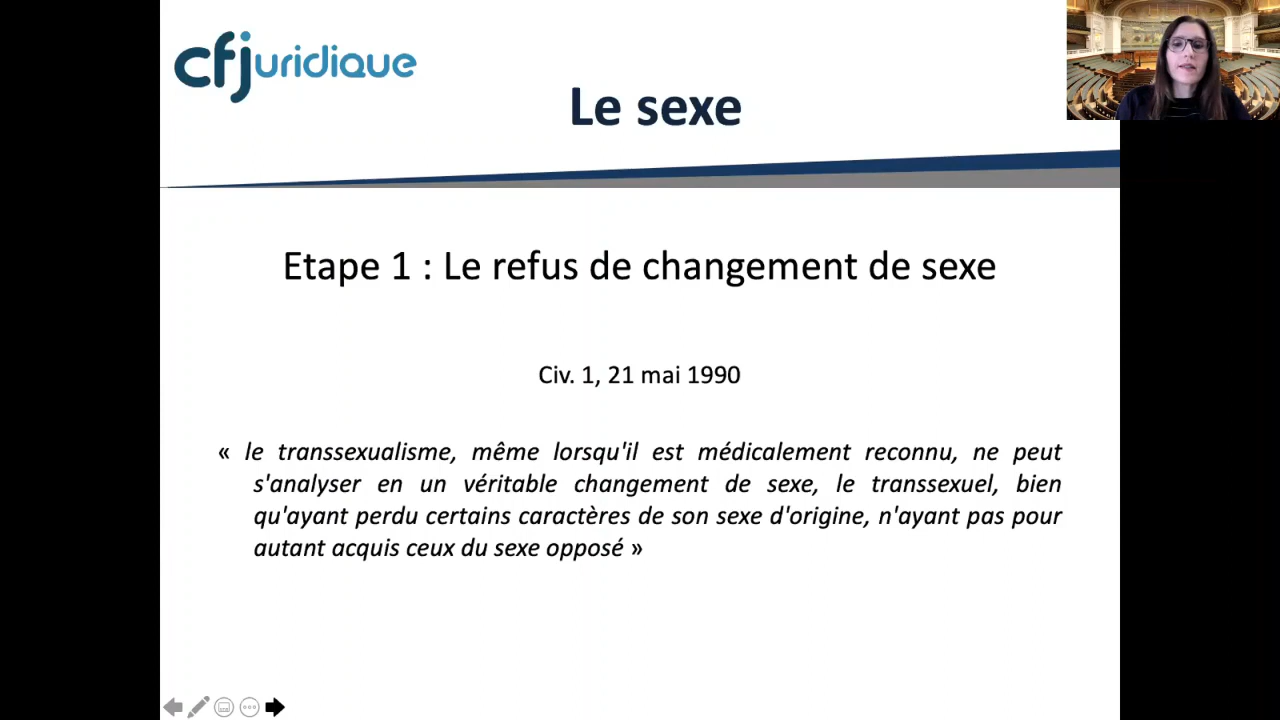 cfjuridique
Le sexe
Etape 1 : Le refus de changement de sexe
Civ. 1, 21 mai 1990
« le transsexualisme, même lorsqu'il est médicalement reconnu, ne peut
s'analyser en un véritable changement de sexe, le transsexuel, bien
qu'ayant perdu certains caractères de son sexe d'origine, n'ayant pas pour
autant acquis ceux du sexe opposé »